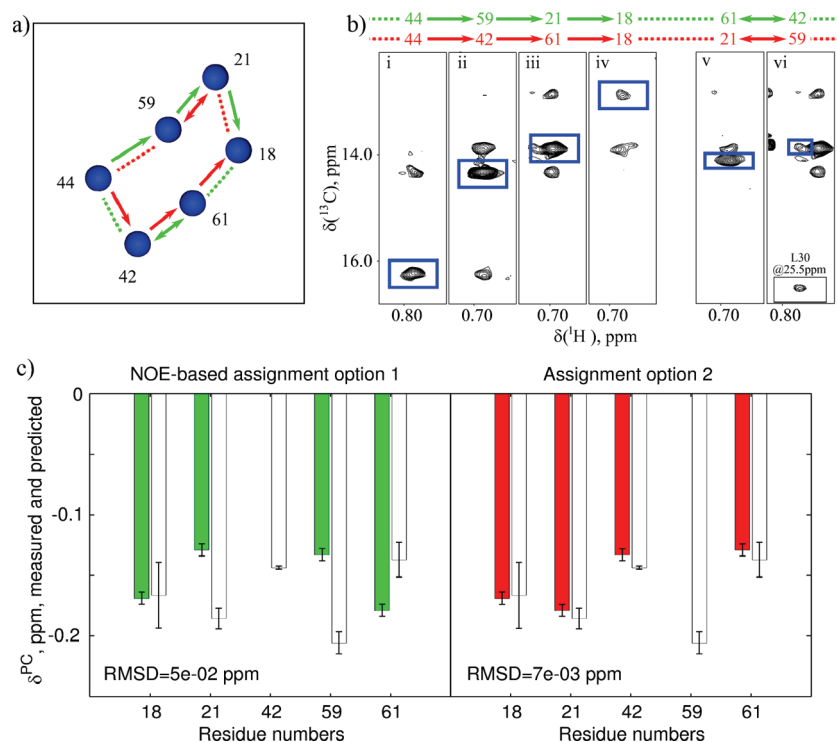 a)
21
59
18
44
61
42
b)
44 59 21 18 61 42
44 42 61 18 21 59
i ii iii iv v vi
δ(¹³C), ppm
14.0
16.0
L30
@25.5ppm
0.80 0.70 0.70 0.70 0.70 0.80
δ(¹H ), ppm
c)
NOE-based assignment option 1
Assignment option 2
δPC, ppm, measured and predicted
0
-0.1
-0.2
RMSD=5e-02 ppm
RMSD=7e-03 ppm
18 21 42 59 61
18 21 42 59 61
Residue numbers
Residue numbers